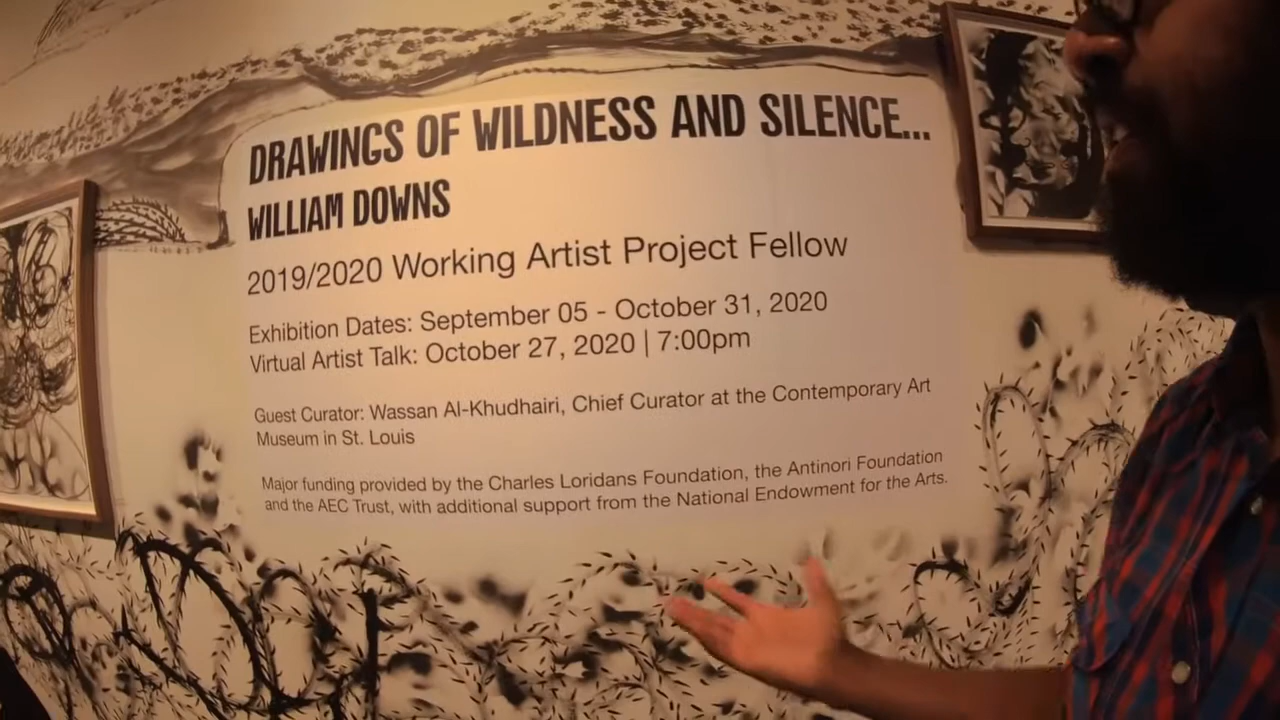 DRAWINGS OF WILDNESS AND SILENCE...
WILLIAM DOWNS
2019/2020 Working Artist Project Fellow
Exhibition Dates: September 05 - October 31, 2020
Virtual Artist Talk: October 27, 2020 | 7:00pm
Guest Curator: Wassan Al-Khudhairi, Chief Curator at the Contemporary Art
Museum in St. Louis
Major funding provided by the Charles Loridans Foundation, the Antinori Foundation
and the AEC Trust, with additional support from the National Endowment for the Arts.